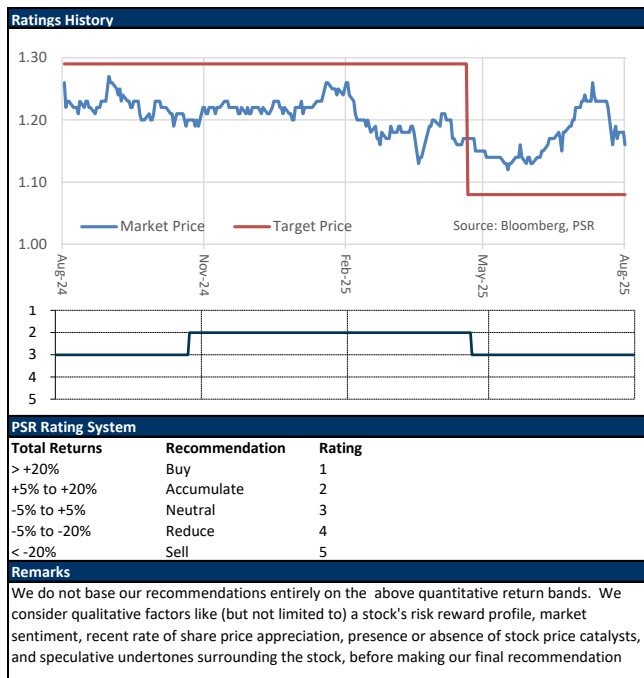 Ratings History
1.30
1.20
1.10
1.00
Market Price Target Price Source: Bloomberg, PSR
Aug-24 Nov-24 Feb-25 May-25 Aug-25
1
2
3
4
5
PSR Rating System
Total Returns Recommendation Rating
> +20% Buy 1
+5% to +20% Accumulate 2
-5% to +5% Neutral 3
-5% to -20% Reduce 4
< -20% Sell 5
Remarks
We do not base our recommendations entirely on the above quantitative return bands. We
consider qualitative factors like (but not limited to) a stock's risk reward profile, market
sentiment, recent rate of share price appreciation, presence or absence of stock price catalysts,
and speculative undertones surrounding the stock, before making our final recommendation